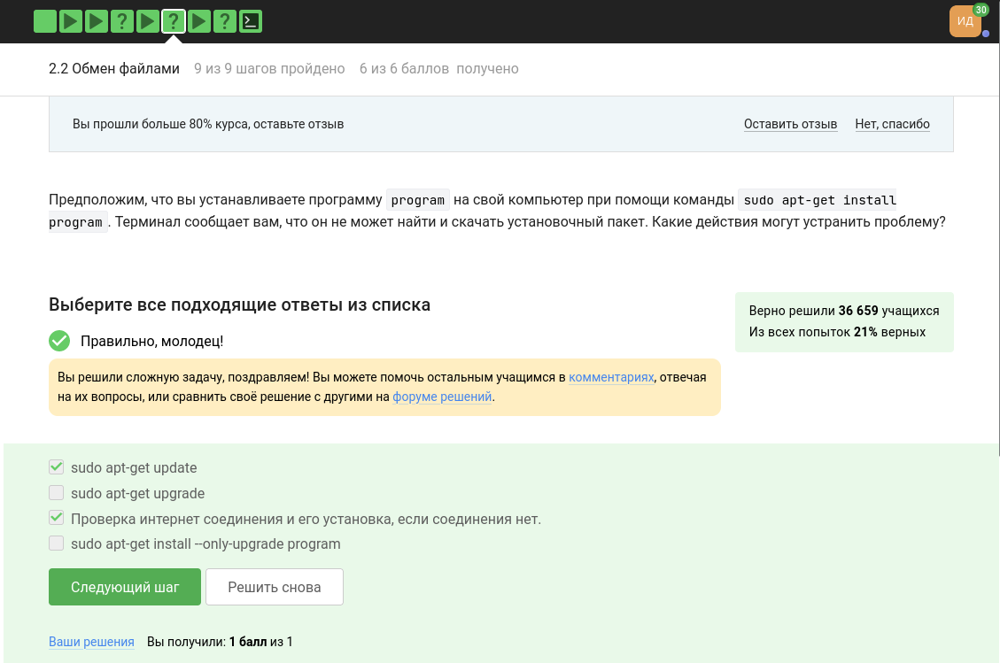 ? ? ?
ИД 30
2.2 Обмен файлами 9 из 9 шагов пройдено 6 из 6 баллов получено
Вы прошли больше 80% курса, оставьте отзыв Оставить отзыв Нет, спасибо
Предположим, что вы устанавливаете программу program на свой компьютер при помощи команды sudo apt-get install
program . Терминал сообщает вам, что он не может найти и скачать установочный пакет. Какие действия могут устранить проблему?
Выберите все подходящие ответы из списка
Верно решили 36 659 учащихся
Из всех попыток 21% верных
Правильно, молодец!
Вы решили сложную задачу, поздравляем! Вы можете помочь остальным учащимся в комментариях, отвечая
на их вопросы, или сравнить своё решение с другими на форуме решений.
sudo apt-get update
sudo apt-get upgrade
Проверка интернет соединения и его установка, если соединения нет.
sudo apt-get install --only-upgrade program
Следующий шаг Решить снова
Ваши решения Вы получили: 1 балл из 1